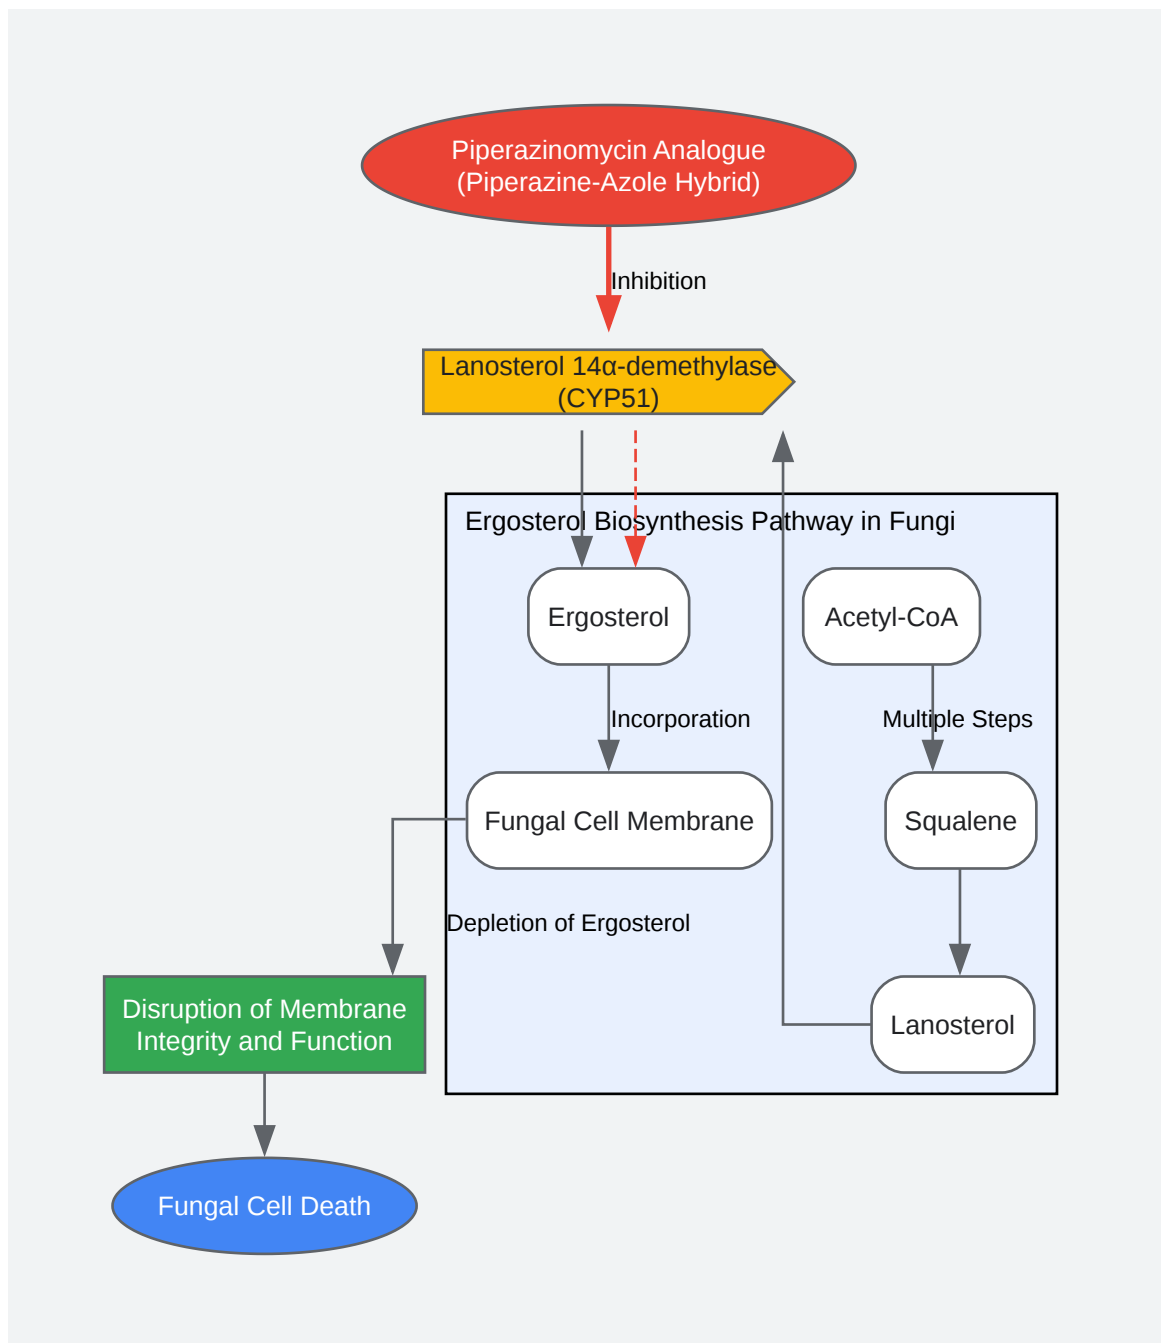 Piperazinomycin Analogue
(Piperazine-Azole Hybrid)
Inhibition
Lanosterol 14α-demethylase
(CYP51)
Ergosterol Biosynthesis Pathway in Fungi
Ergosterol
Acetyl-CoA
Incorporation
Multiple Steps
Fungal Cell Membrane
Squalene
Depletion of Ergosterol
Disruption of Membrane
Integrity and Function
Lanosterol
Fungal Cell Death